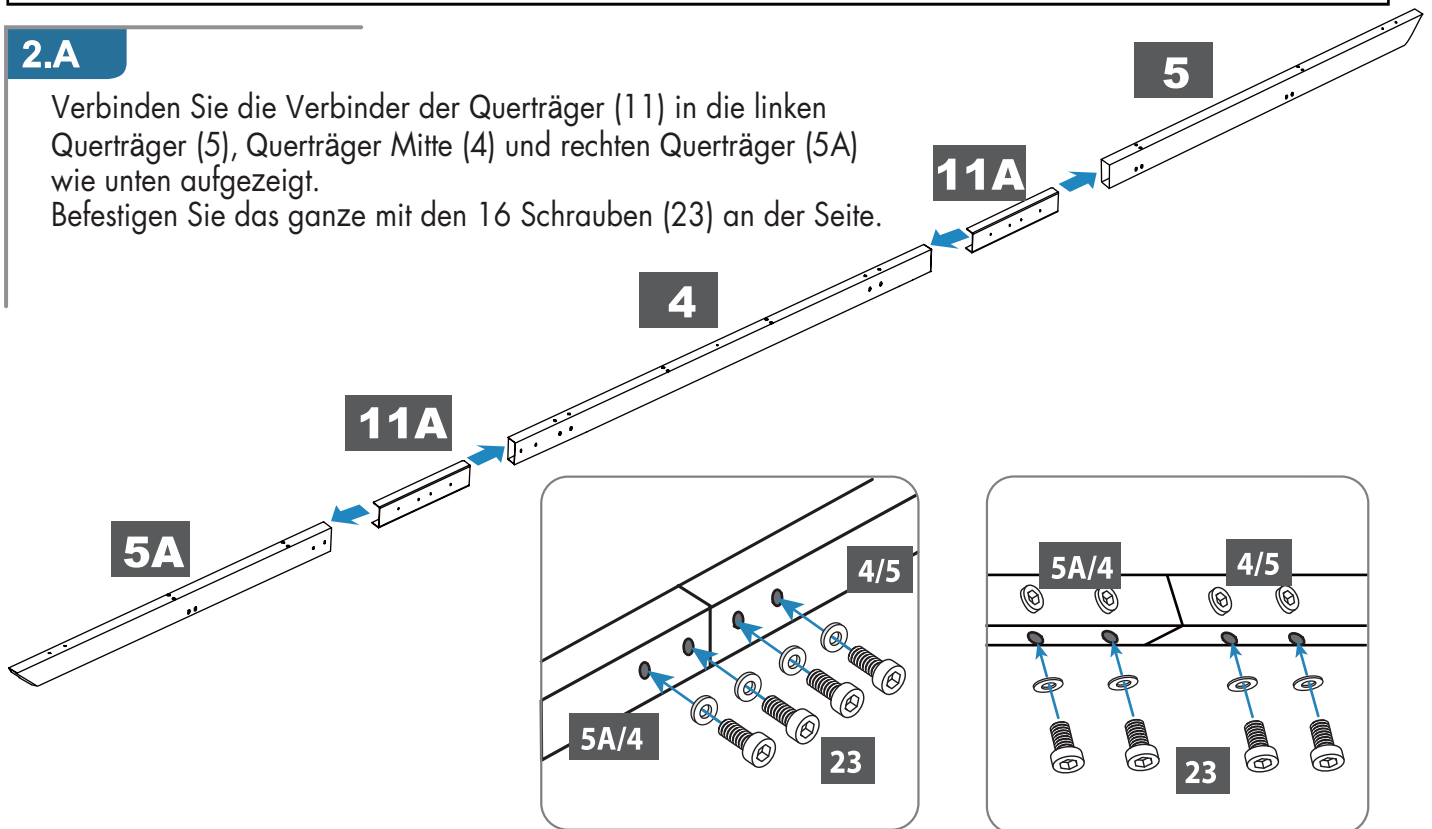 2.A
Verbinden Sie die Verbinder der Querträger (11) in die linken
Querträger (5), Querträger Mitte (4) und rechten Querträger (5A)
wie unten aufgezeigt.
Befestigen Sie das ganze mit den 16 Schrauben (23) an der Seite.
5
11A
4
11A
5A
4/5
5A/4
23
5A/4
4/5
23